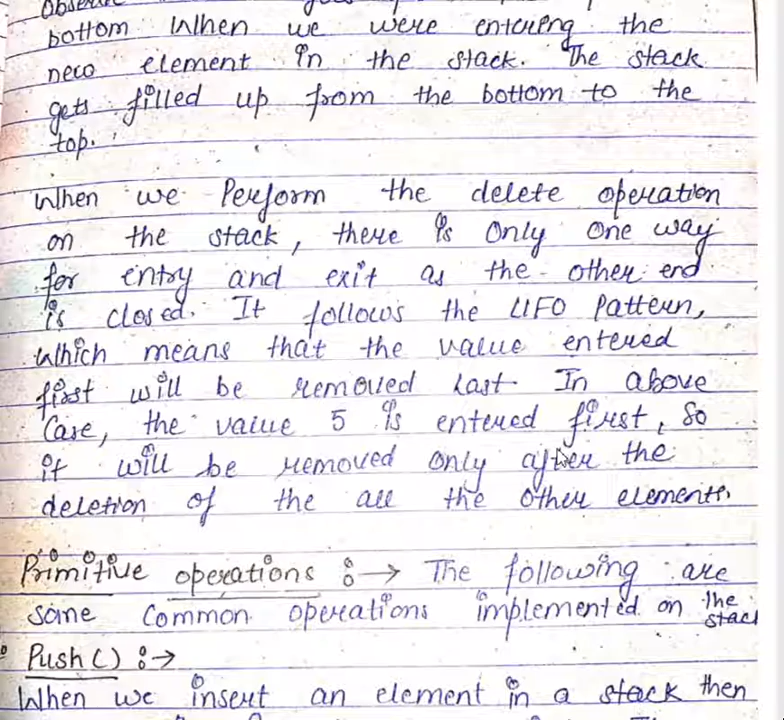 bottom When we were entering the
new element in the stack. The stack
gets filled up from the bottom to the
top.
When we Perform the delete operation
on the stack, there is only one way
for entry and exit as the other end
is closed. It follows the LIFO Pattern,
which means that the value entered
first will be removed last. In above
Case, the value 5 is entered first, So
it will be removed only after the
deletion of the all the other elements.
Primitive operations :→ The following are
some Common operations implemented on the
stack
Push() :→
When we insert an element in a stack then